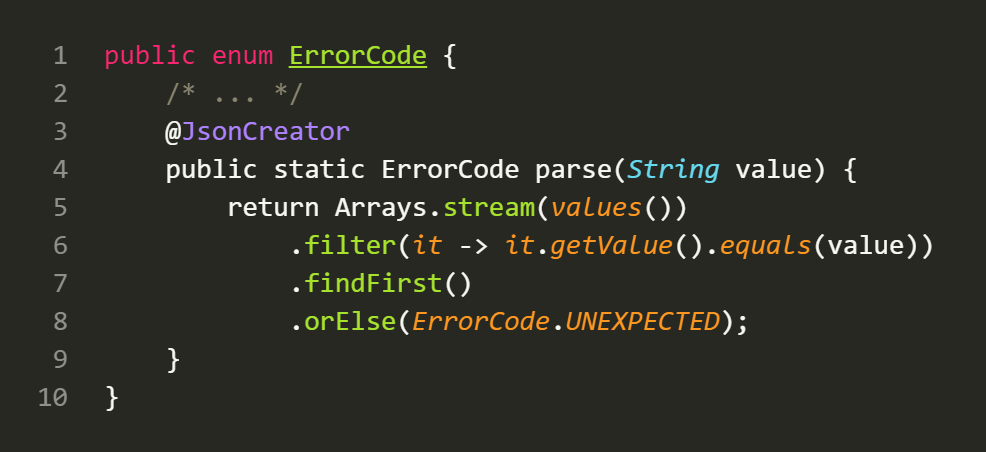 1 public enum ErrorCode {
2 /* ... */
3 @JsonCreator
4 public static ErrorCode parse(String value) {
5 return Arrays.stream(values())
6 .filter(it -> it.getValue().equals(value))
7 .findFirst()
8 .orElse(ErrorCode.UNEXPECTED);
9 }
10 }